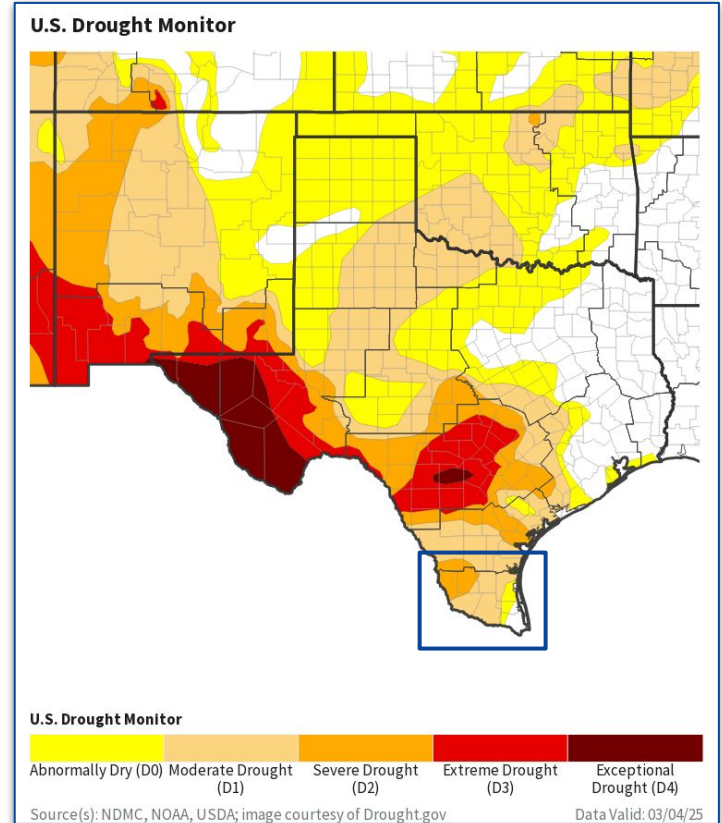 U.S. Drought Monitor
U.S. Drought Monitor
Abnormally Dry (D0)
Moderate Drought
(D1)
Severe Drought
(D2)
Extreme Drought
(D3)
Exceptional
Drought (D4)
Source(s): NDMC, NOAA, USDA; image courtesy of Drought.gov
Data Valid: 03/04/25